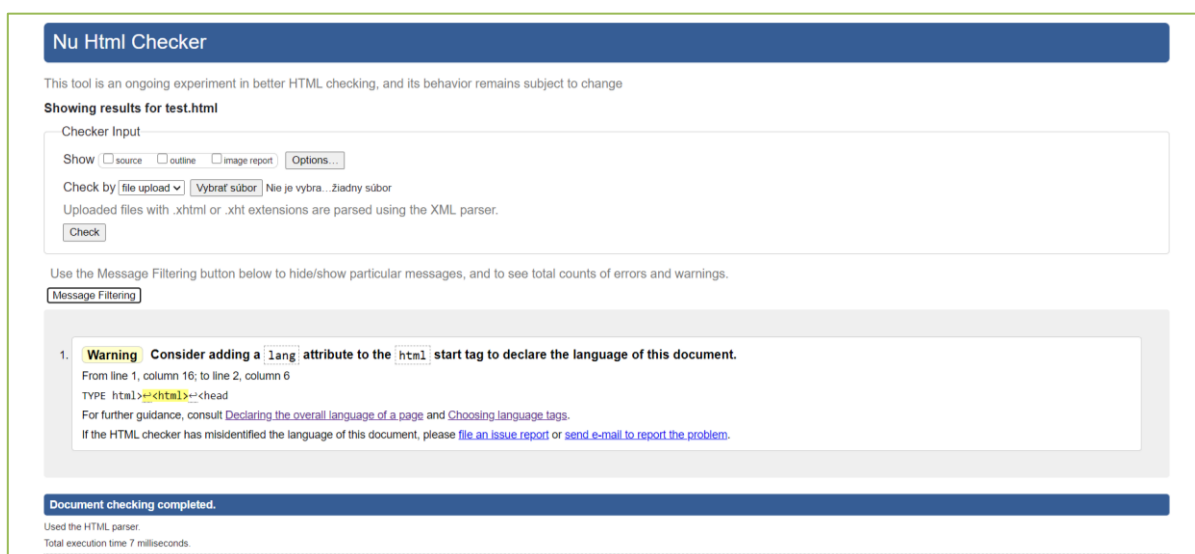 Nu Html Checker
This tool is an ongoing experiment in better HTML checking, and its behavior remains subject to change
Showing results for test.html
Checker Input
Show source outline image report Options...
Check by file upload Vybrať súbor Nie je vybra...žiadny súbor
Uploaded files with .xhtml or .xht extensions are parsed using the XML parser.
Check
Use the Message Filtering button below to hide/show particular messages, and to see total counts of errors and warnings.
Message Filtering
1. Warning Consider adding a lang attribute to the html start tag to declare the language of this document.
From line 1, column 16; to line 2, column 6
TYPE html>↩<html>↩<head
For further guidance, consult Declaring the overall language of a page and Choosing language tags.
If the HTML checker has misidentified the language of this document, please file an issue report or send e-mail to report the problem.
Document checking completed.
Used the HTML parser.
Total execution time 7 milliseconds.